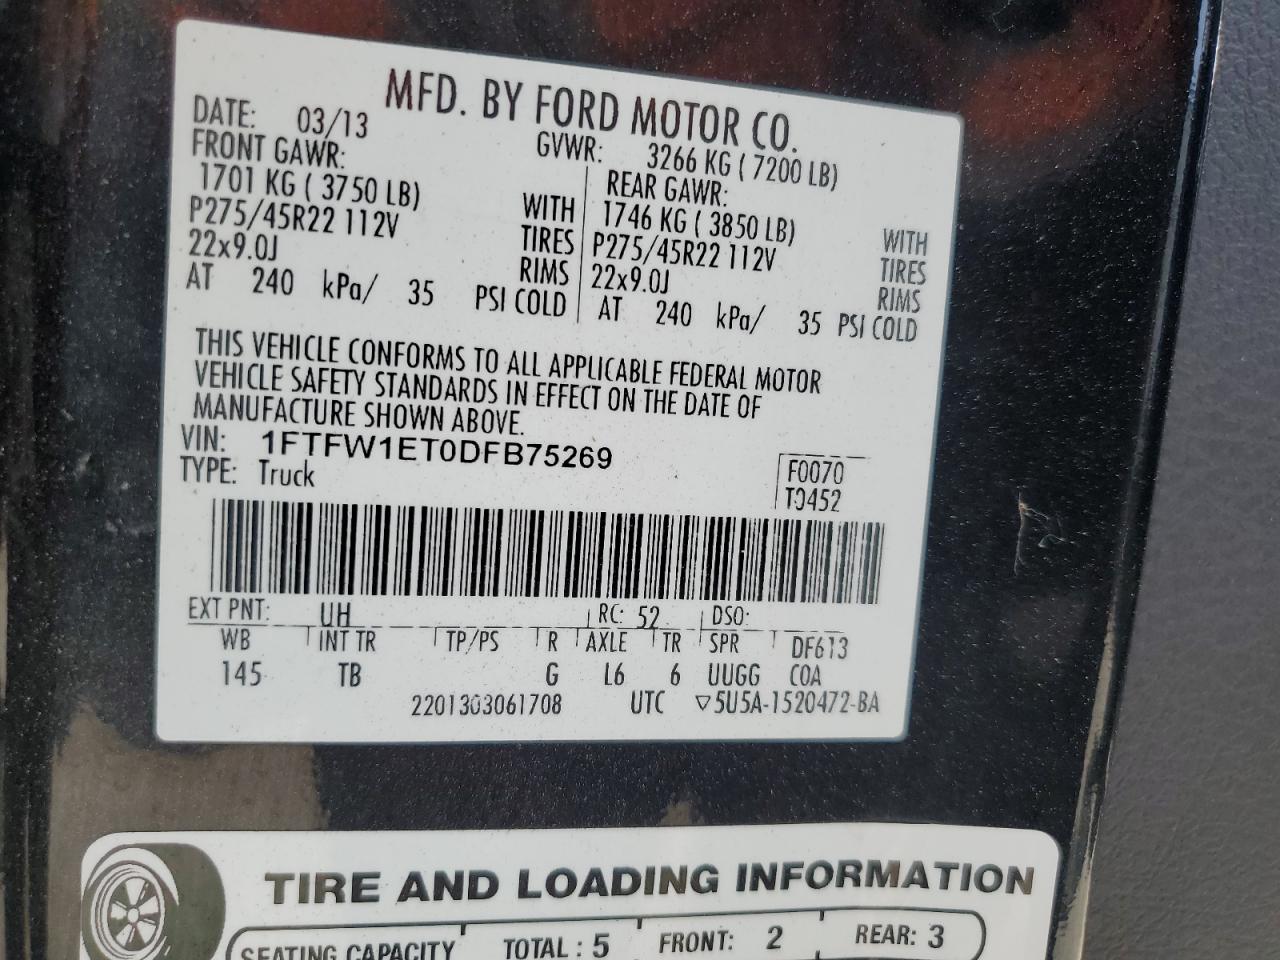 MFD. BY FORD MOTOR CO.
DATE: 03/13 GVWR: 3266 KG ( 7200 LB)
FRONT GAWR: REAR GAWR:
1701 KG ( 3750 LB) WITH 1746 KG ( 3850 LB) WITH
P275/45R22 112V TIRES P275/45R22 112V TIRES
22x9.0J RIMS 22x9.0J RIMS
AT 240 kPa/ 35 PSI COLD AT 240 kPa/ 35 PSI COLD
THIS VEHICLE CONFORMS TO ALL APPLICABLE FEDERAL MOTOR
VEHICLE SAFETY STANDARDS IN EFFECT ON THE DATE OF
MANUFACTURE SHOWN ABOVE.
VIN: 1FTFW1ET0DFB75269
TYPE: Truck
F0070
T0452
EXT PNT: UH RC: 52 DSO:
WB INT TR TP/PS R AXLE TR SPR DF613
145 TB G L6 6 UUGG COA
2201303061708 UTC ▽5U5A-1520472-BA
TIRE AND LOADING INFORMATION
SEATING CAPACITY TOTAL : 5 FRONT: 2 REAR: 3